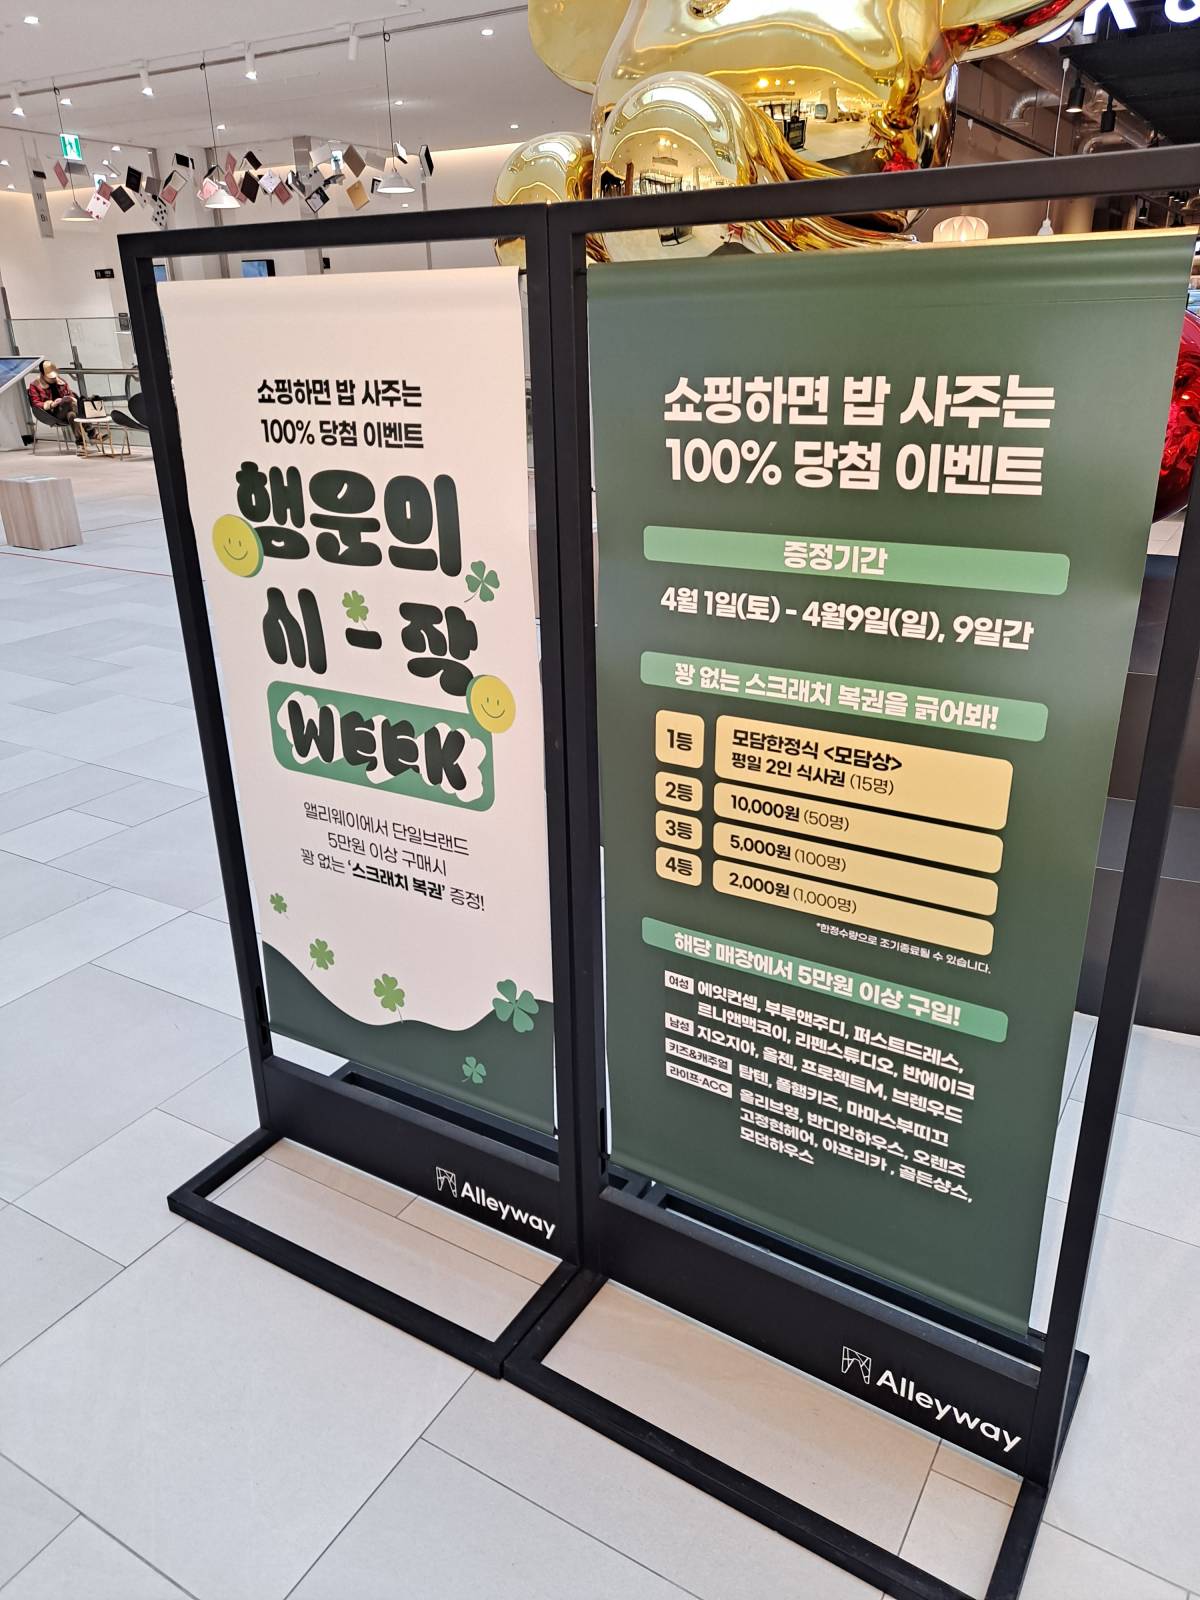 쇼핑하면 밥 사주는
100% 당첨 이벤트
행운의
시-작
WEEK
앨리웨이에서 단일브랜드
5만원 이상 구매시
꽝 없는 '스크래치 복권' 증정!
Alleyway
쇼핑하면 밥 사주는
100% 당첨 이벤트
증정기간
4월 1일(토) - 4월9일(일), 9일간
꽝 없는 스크래치 복권을 긁어봐!
1등 모담한정식 <모담상>
평일 2인 식사권 (15명)
2등 10,000원 (50명)
3등 5,000원 (100명)
4등 2,000원 (1,000명)
*한정수량으로 조기종료될 수 있습니다.
해당 매장에서 5만원 이상 구입!
여성 에잇컨셉, 부루앤주디, 퍼스트드레스,
르니앤맥코이, 리펜스튜디오, 반에이크
남성 지오지아, 올젠, 프로젝트M, 브렌우드
키즈&캐주얼 탑텐, 폴햄키즈, 마마스부띠끄
라이프·ACC 올리브영, 반디인하우스, 오렌즈
고정현헤어, 아프리카, 골든샹스,
모던하우스
Alleyway